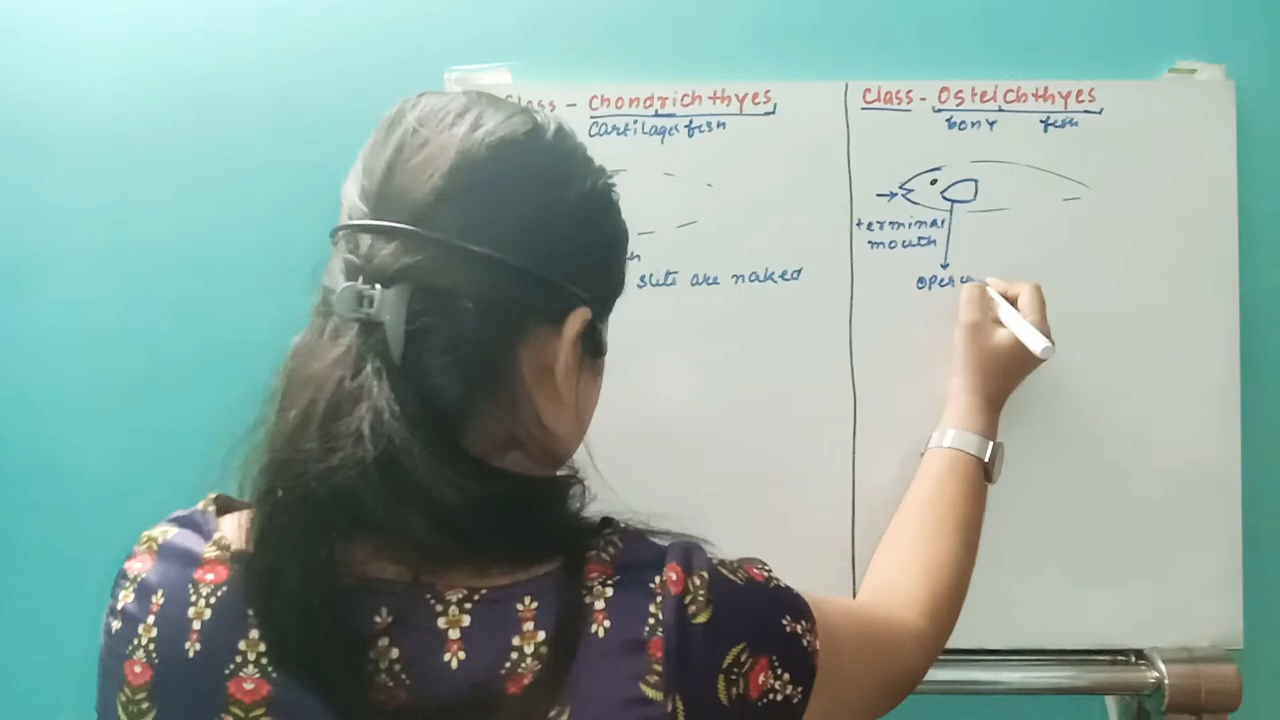 Class - Chondrichthyes
Cartilages fish
slits are naked
Class - Osteichthyes
bony fish
terminal
mouth
opercu